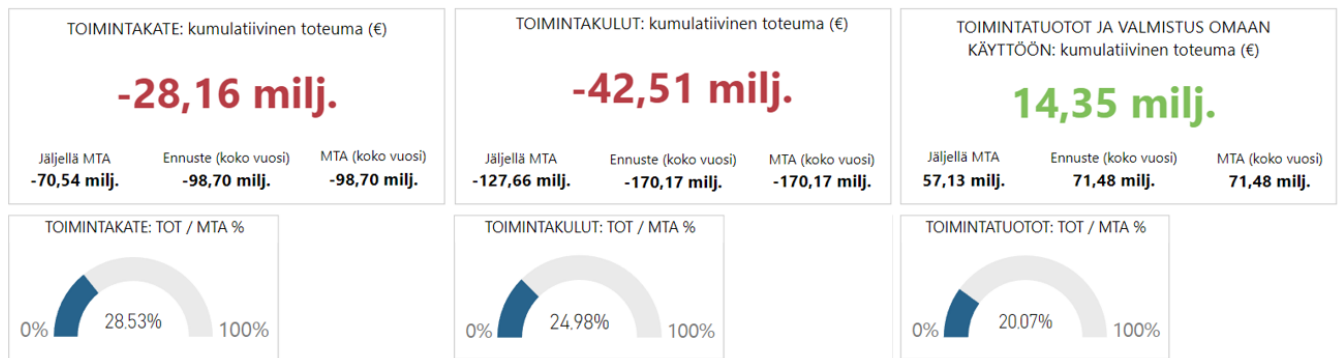 TOIMINTAKATE: kumulatiivinen toteuma (€)
-28,16 milj.
Jäljellä MTA
-70,54 milj.
Ennuste (koko vuosi)
-98,70 milj.
MTA (koko vuosi)
-98,70 milj.
TOIMINTAKULUT: kumulatiivinen toteuma (€)
-42,51 milj.
Jäljellä MTA
-127,66 milj.
Ennuste (koko vuosi)
-170,17 milj.
MTA (koko vuosi)
-170,17 milj.
TOIMINTATUOTOT JA VALMISTUS OMAAN
KÄYTTÖÖN: kumulatiivinen toteuma (€)
14,35 milj.
Jäljellä MTA
57,13 milj.
Ennuste (koko vuosi)
71,48 milj.
MTA (koko vuosi)
71,48 milj.
TOIMINTAKATE: TOT / MTA %
0%
28.53%
100%
TOIMINTAKULUT: TOT / MTA %
0%
24.98%
100%
TOIMINTATUOTOT: TOT / MTA %
0%
20.07%
100%